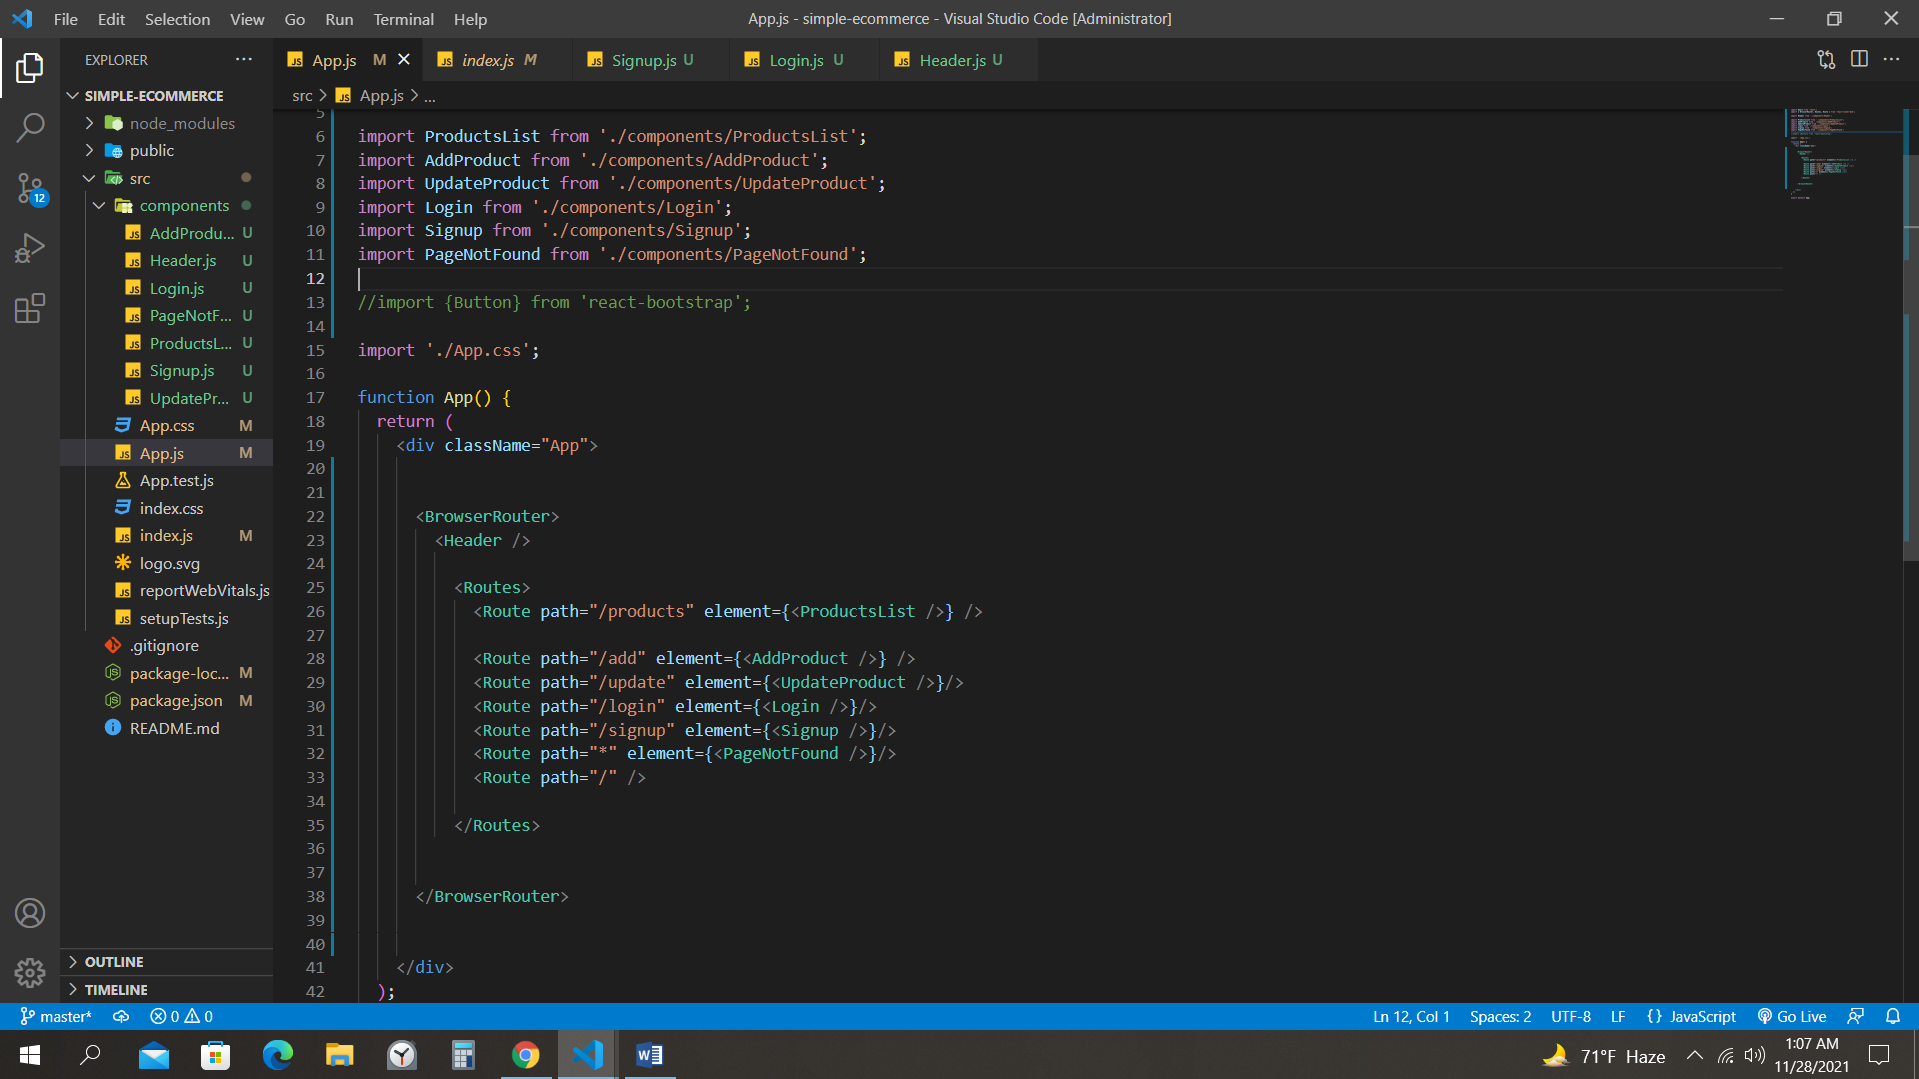 File Edit Selection View Go Run Terminal Help
App.js - simple-ecommerce - Visual Studio Code [Administrator]
EXPLORER
SIMPLE-ECOMMERCE
node_modules
public
src
components
AddProdu... U
Header.js U
Login.js U
PageNotF... U
ProductsL... U
Signup.js U
UpdatePr... U
App.css M
App.js M
App.test.js
index.css
index.js M
logo.svg
reportWebVitals.js
setupTests.js
.gitignore
package-loc... M
package.json M
README.md
OUTLINE
TIMELINE
12
App.js M
index.js M
Signup.js U
Login.js U
Header.js U
src > App.js > ...
5
6 import ProductsList from './components/ProductsList';
7 import AddProduct from './components/AddProduct';
8 import UpdateProduct from './components/UpdateProduct';
9 import Login from './components/Login';
10 import Signup from './components/Signup';
11 import PageNotFound from './components/PageNotFound';
12
13 //import {Button} from 'react-bootstrap';
14
15 import './App.css';
16
17 function App() {
18 return (
19 <div className="App">
20
21
22 <BrowserRouter>
23 <Header />
24
25 <Routes>
26 <Route path="/products" element={<ProductsList />} />
27
28 <Route path="/add" element={<AddProduct />} />
29 <Route path="/update" element={<UpdateProduct />}/>
30 <Route path="/login" element={<Login />}/>
31 <Route path="/signup" element={<Signup />}/>
32 <Route path="*" element={<PageNotFound />}/>
33 <Route path="/" />
34
35 </Routes>
36
37
38 </BrowserRouter>
39
40
41 </div>
42 );
master* 0 0
Ln 12, Col 1 Spaces: 2 UTF-8 LF {} JavaScript Go Live
71°F Haze
1:07 AM
11/28/2021